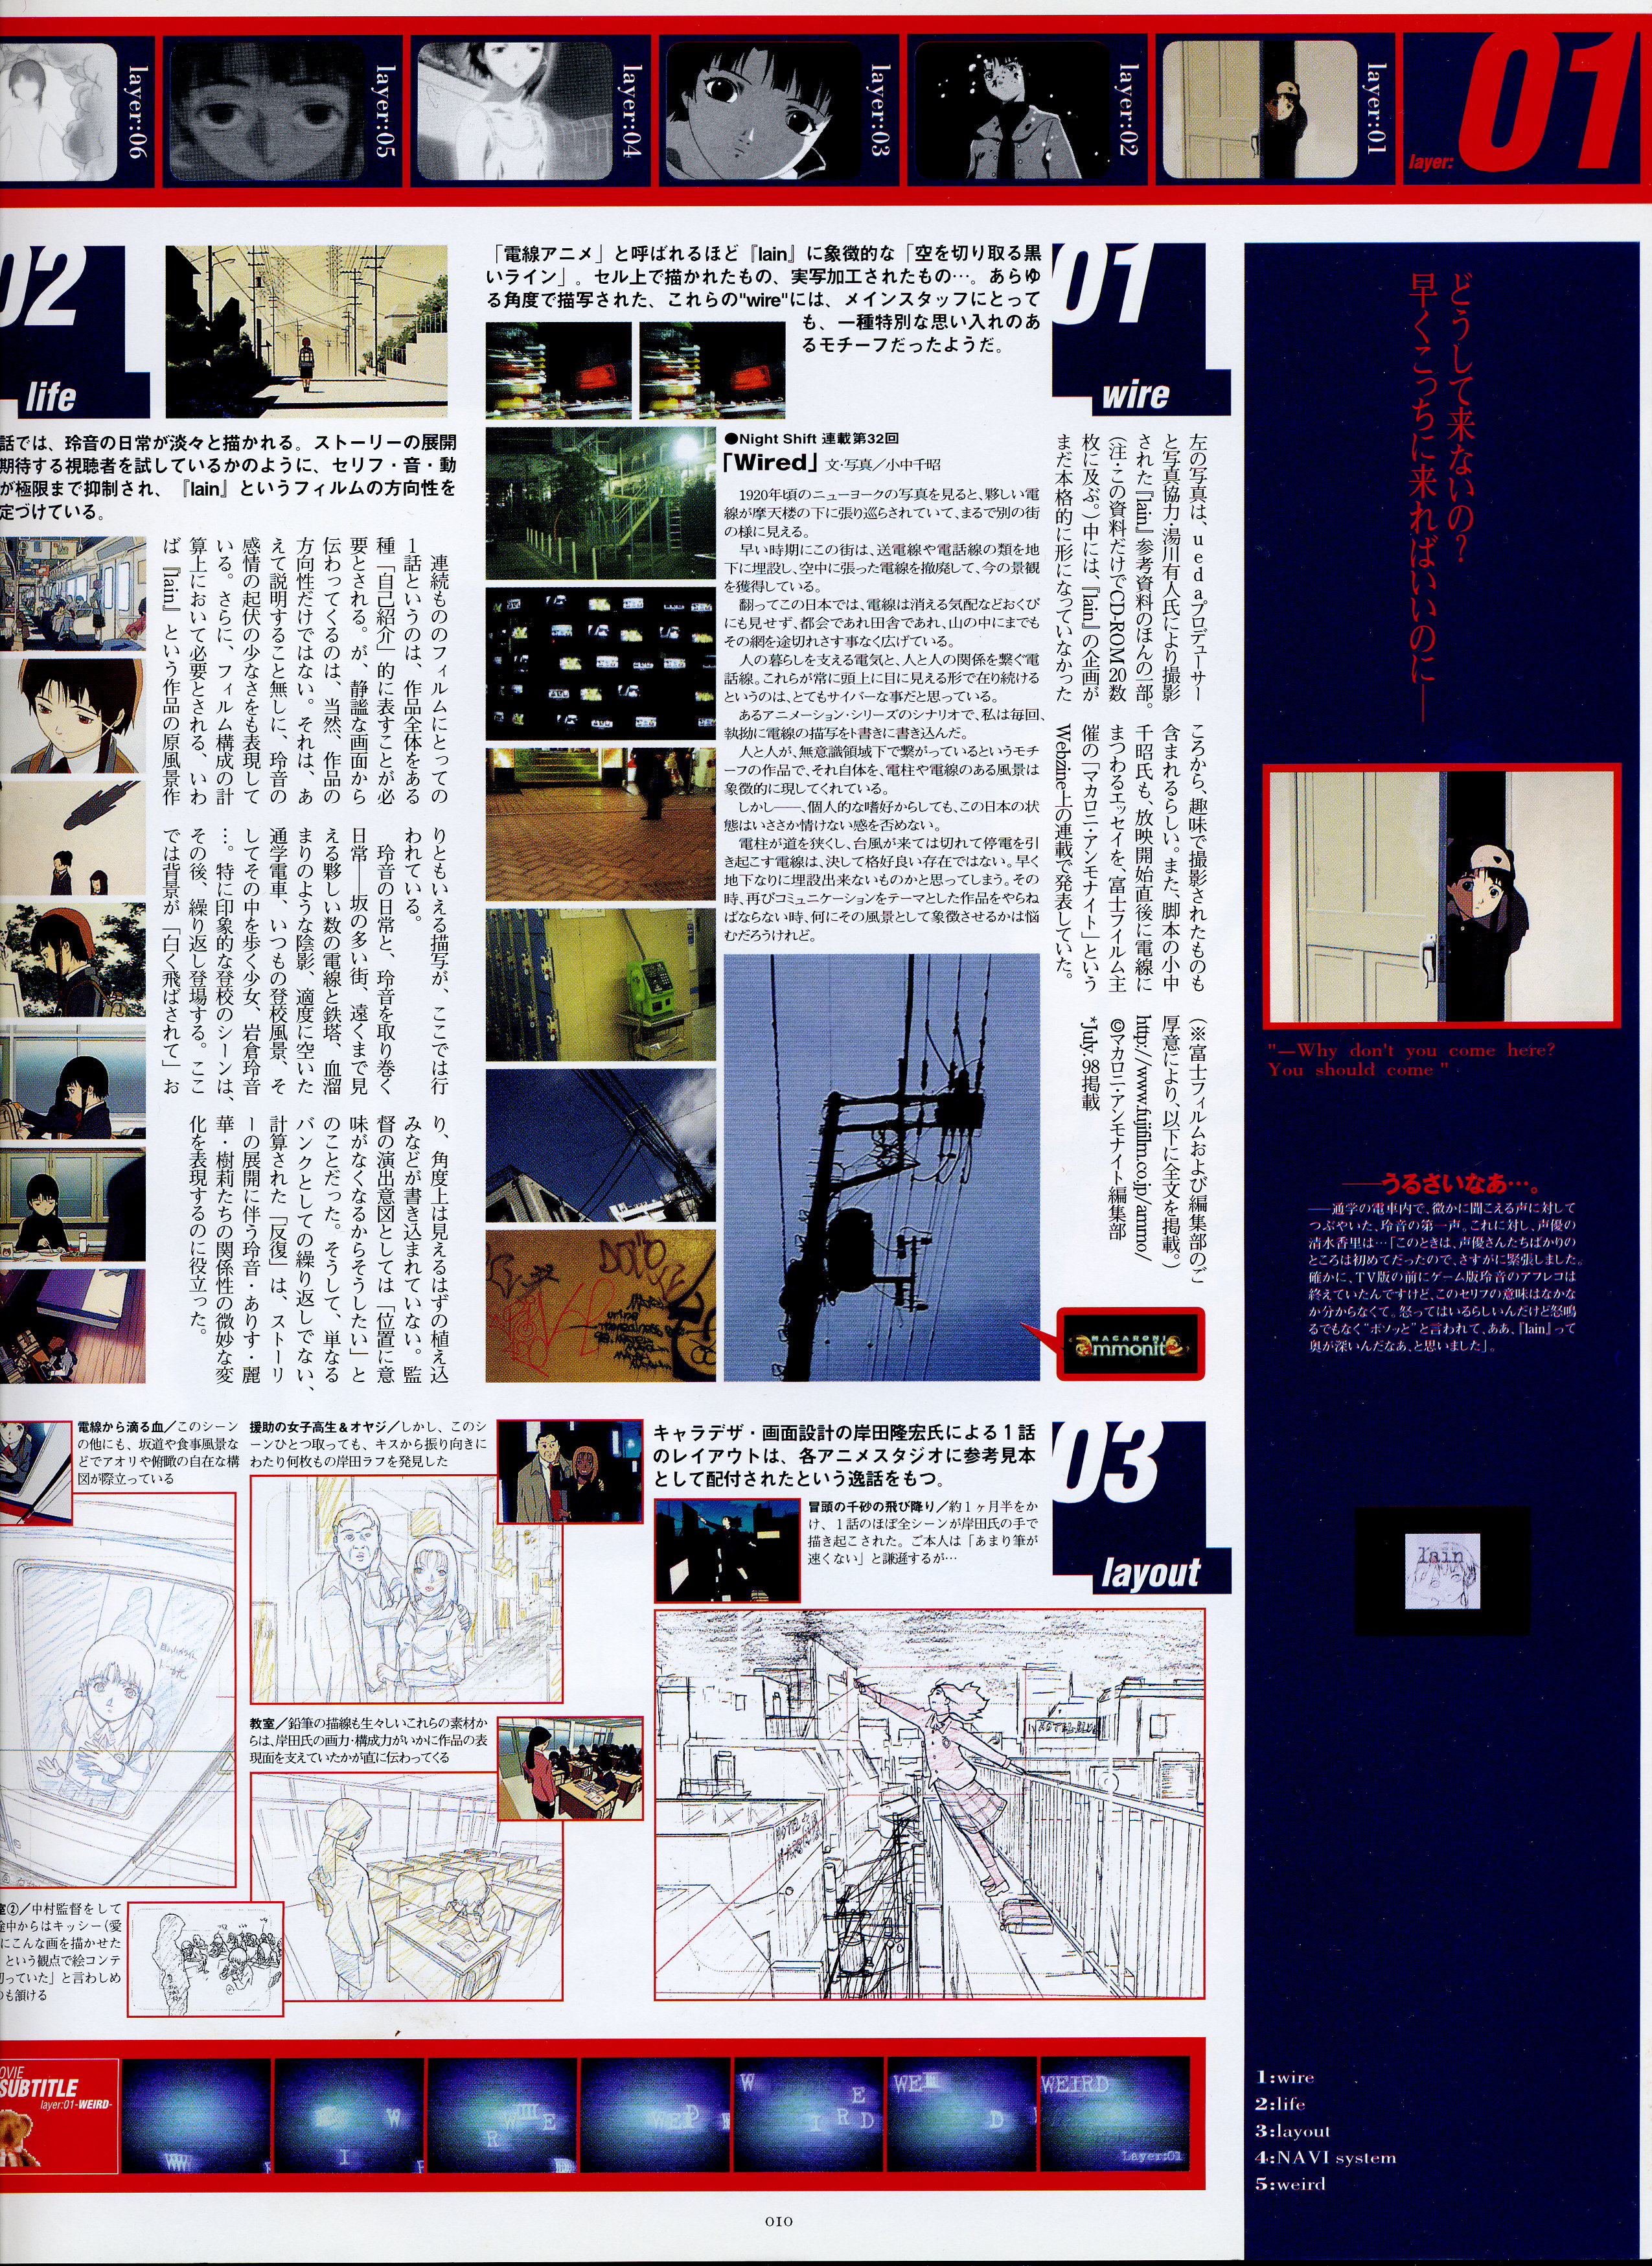 layer: 01
layer:01
layer:02
layer:03
layer:04
layer:05
layer:06
どうして来ないの?
早くこっちに来ればいいのに——
"—Why don't you come here?
You should come "
——うるさいなあ…。
——通学の電車内で、微かに聞こえる声に対して
つぶやいた、玲音の第一声。これに対し、声優の
清水香里は…「このときは、声優さんたちばかりの
ところは初めてだったので、さすがに緊張しました。
確かに、TV版の前にゲーム版玲音のアフレコは
終えていたんですけど、このセリフの意味はなかな
か分からなくて。怒ってはいるらしいんだけど怒鳴
るでもなく"ボソッと"と言われて、ああ、『lain』って
奥が深いんだなあ、と思いました」。
lain
1:wire
2:life
3:layout
4:NAVI system
5:weird
01
wire
「電線アニメ」と呼ばれるほど『lain』に象徴的な「空を切り取る黒
いライン」。セル上で描かれたもの、実写加工されたもの…。あらゆ
る角度で描写された、これらの"wire"には、メインスタッフにとって
も、一種特別な思い入れのあ
るモチーフだったようだ。
左の写真は、uedaプロデューサー
と写真協力・湯川有人氏により撮影
された『lain』参考資料のほんの一部。
(注・この資料だけでCD-ROM20数
枚に及ぶ。)中には、『lain』の企画が
まだ本格的に形になっていなかった
ころから、趣味で撮影されたものも
含まれるらしい。また、脚本の小中
千昭氏も、放映開始直後に電線に
まつわるエッセイを、富士フイルム主
催の「マカロニ・アンモナイト」という
Webzine上の連載で発表していた。
(※富士フィルムおよび編集部のご
厚意により、以下に全文を掲載。)
http://www.fujifilm.co.jp/ammo/
©マカロニ・アンモナイト編集部
*July. 98掲載
MACARONI
Ammonite
●Night Shift 連載第32回
「Wired」 文・写真/小中千昭
1920年頃のニューヨークの写真を見ると、夥しい電
線が摩天楼の下に張り巡らされていて、まるで別の街
の様に見える。
早い時期にこの街は、送電線や電話線の類を地
下に埋設し、空中に張った電線を撤廃して、今の景観
を獲得している。
翻ってこの日本では、電線は消える気配などおくび
にも見せず、都会であれ田舎であれ、山の中にまでも
その網を途切れさす事なく広げている。
人の暮らしを支える電気と、人と人の関係を繋ぐ電
話線。これらが常に頭上に目に見える形で在り続ける
というのは、とてもサイバーな事だと思っている。
あるアニメーション・シリーズのシナリオで、私は毎回、
執拗に電線の描写をト書きに書き込んだ。
人と人が、無意識領域下で繋がっているというモチ
ーフの作品で、それ自体を、電柱や電線のある風景は
象徴的に現してくれている。
しかし——、個人的な嗜好からしても、この日本の状
態はいささか情けない感を否めない。
電柱が道を狭くし、台風が来ては切れて停電を引
き起こす電線は、決して格好良い存在ではない。早く
地下なりに埋設出来ないものかと思ってしまう。その
時、再びコミュニケーションをテーマとした作品をやらね
ばならない時、何にその風景として象徴させるかは悩
むだろうけれど。
02
life
話では、玲音の日常が淡々と描かれる。ストーリーの展開
期待する視聴者を試しているかのように、セリフ・音・動
が極限まで抑制され、『lain』というフィルムの方向性を
定づけている。
連続もののフィルムにとっての
1話というのは、作品全体をある
種「自己紹介」的に表すことが必
要とされる。が、静謐な画面から
伝わってくるのは、当然、作品の
方向性だけではない。それは、あ
えて説明すること無しに、玲音の
感情の起伏の少なさをも表現して
いる。さらに、フィルム構成の計
算上において必要とされる、いわ
ば『lain』という作品の原風景作
りともいえる描写が、ここでは行
われている。
玲音の日常と、玲音を取り巻く
日常——坂の多い街、遠くまで見
える夥しい数の電線と鉄塔、血溜
まりのような陰影、適度に空いた
通学電車、いつもの登校風景、そ
してその中を歩く少女、岩倉玲音
…。特に印象的な登校のシーンは、
その後、繰り返し登場する。ここ
では背景が「白く飛ばされて」お
り、角度上は見えるはずの植え込
みなどが書き込まれていない。監
督の演出意図としては「位置に意
味がなくなるからそうしたい」と
のことだった。そうして、単なる
バンクとしての繰り返しでない、
計算された「反復」は、ストーリ
ーの展開に伴う玲音・ありす・麗
華・樹莉たちの関係性の微妙な変
化を表現するのに役立った。
03
layout
キャラデザ・画面設計の岸田隆宏氏による1話
のレイアウトは、各アニメスタジオに参考見本
として配付されたという逸話をもつ。
冒頭の千砂の飛び降り/約1ヶ月半をか
け、1話のほぼ全シーンが岸田氏の手で
描き起こされた。ご本人は「あまり筆が
速くない」と謙遜するが…
援助の女子高生&オヤジ/しかし、このシ
ーンひとつ取っても、キスから振り向きに
わたり何枚もの岸田ラフを発見した
電線から滴る血/このシーン
の他にも、坂道や食事風景な
どでアオリや俯瞰の自在な構
図が際立っている
教室/鉛筆の描線も生々しいこれらの素材か
らは、岸田氏の画力・構成力がいかに作品の表
現面を支えていたかが直に伝わってくる
室②/中村監督をして
途中からはキッシー(愛
にこんな画を描かせた
という観点で絵コンテ
切っていた」と言わしめ
のも頷ける
HOTEL
OVIE
SUBTITLE
layer:01-WEIRD-
W
W I
R W E
WE D
W E I R D
WE D
WEIRD
Layer:01
010